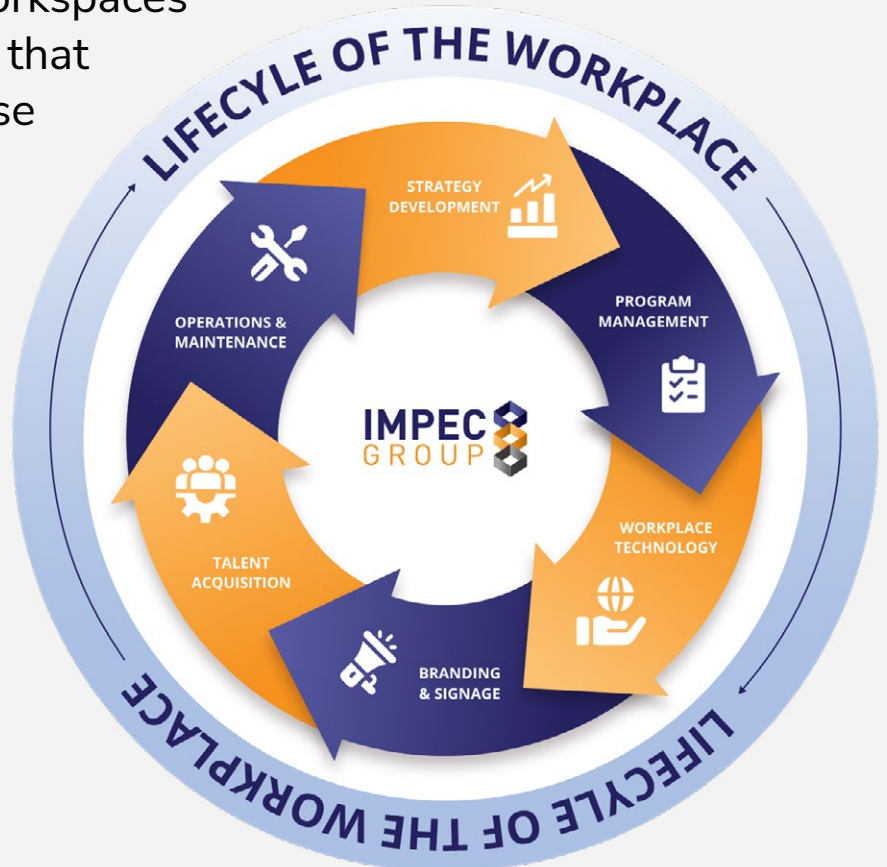 orkspaces
that
se
LIFECYLE OF THE WORKPLACE
STRATEGY
DEVELOPMENT
PROGRAM
MANAGEMENT
WORKPLACE
TECHNOLOGY
BRANDING
& SIGNAGE
TALENT
ACQUISITION
OPERATIONS &
MAINTENANCE
IMPEC
GROUP
LIFECYLE OF THE WORKPLACE